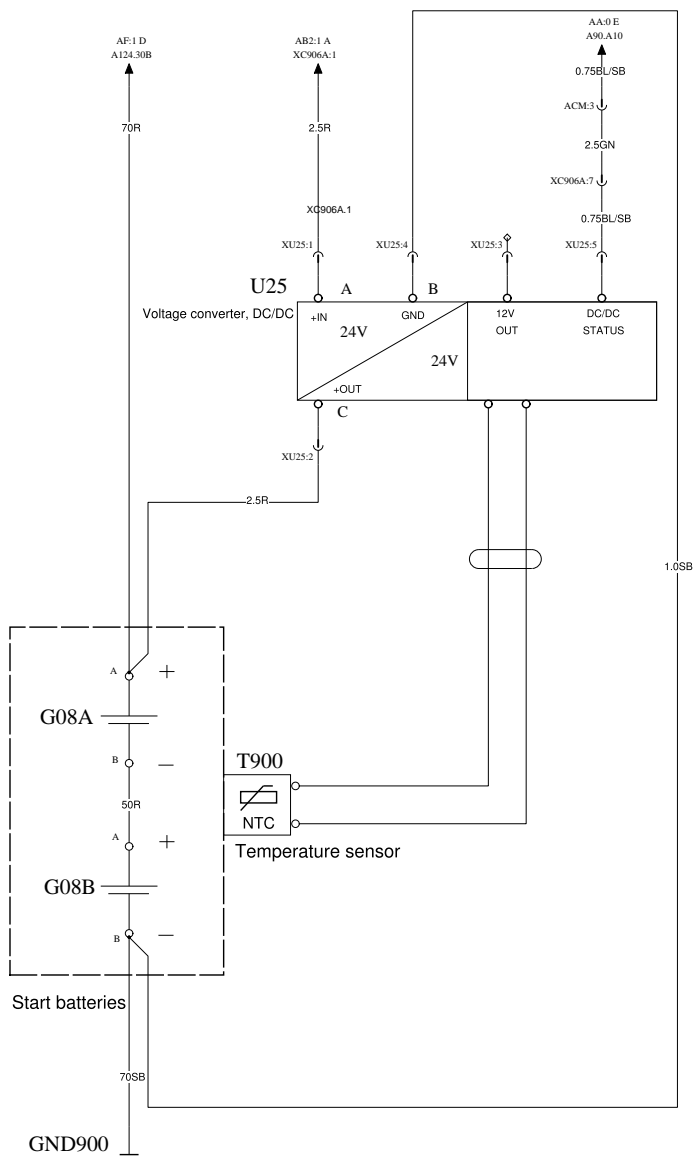 AA:0 E
A90.A10
AF:1 D
A124.30B
AB2:1 A
XC906A:1
0.75BL/SB
ACM:3
70R
2.5R
2.5GN
XC906A:7
XC906A.1
0.75BL/SB
XU25:1
XU25:4
XU25:3
XU25:5
U25
A
B
Voltage converter, DC/DC
+IN
24V
GND
12V
OUT
DC/DC
STATUS
24V
+OUT
C
XU25:2
2.5R
1.0SB
A
+
G08A
B
−
T900
50R
NTC
A
+
Temperature sensor
G08B
B
−
Start batteries
70SB
GND900